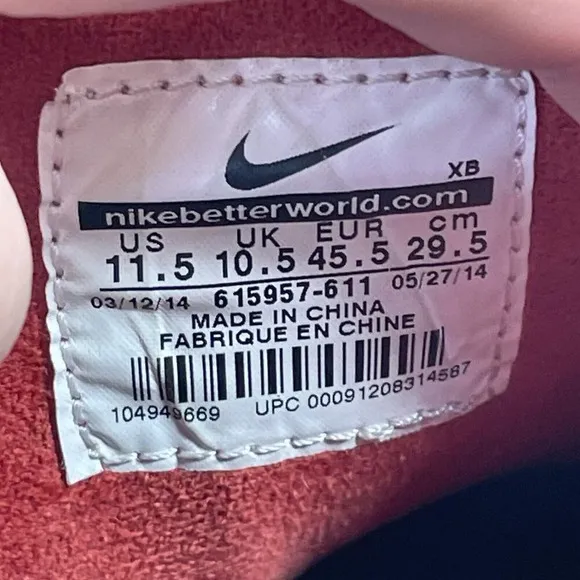 XB
nikebetterworld.com
US UK EUR cm
11.5 10.5 45.5 29.5
03/12/14 615957-611 05/27/14
MADE IN CHINA
FABRIQUE EN CHINE
104949669 UPC 00091208314587